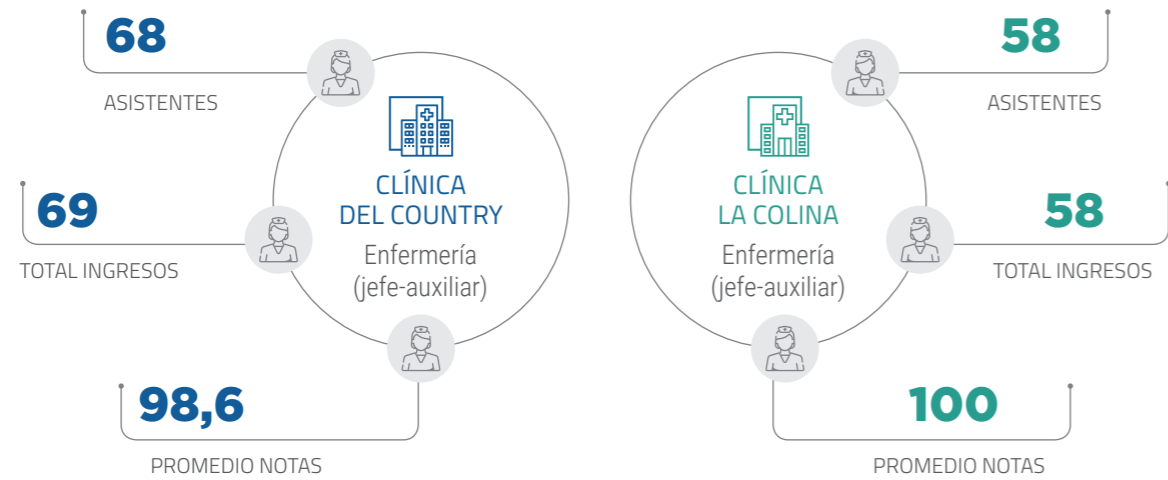 68
ASISTENTES
69
TOTAL INGRESOS
98,6
PROMEDIO NOTAS
CLÍNICA
DEL COUNTRY
Enfermería
(jefe-auxiliar)
CLÍNICA
LA COLINA
Enfermería
(jefe-auxiliar)
58
ASISTENTES
58
TOTAL INGRESOS
100
PROMEDIO NOTAS